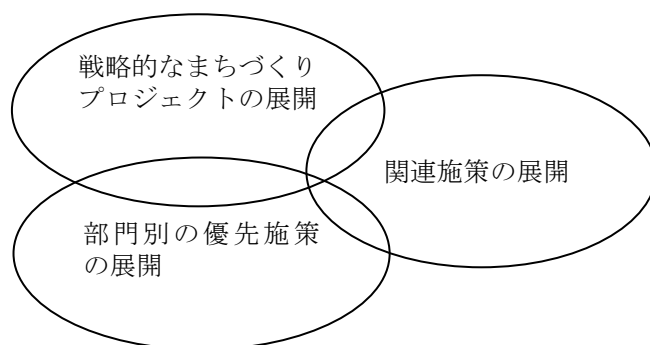 戦略的なまちづくり
プロジェクトの展開
関連施策の展開
部門別の優先施策
の展開